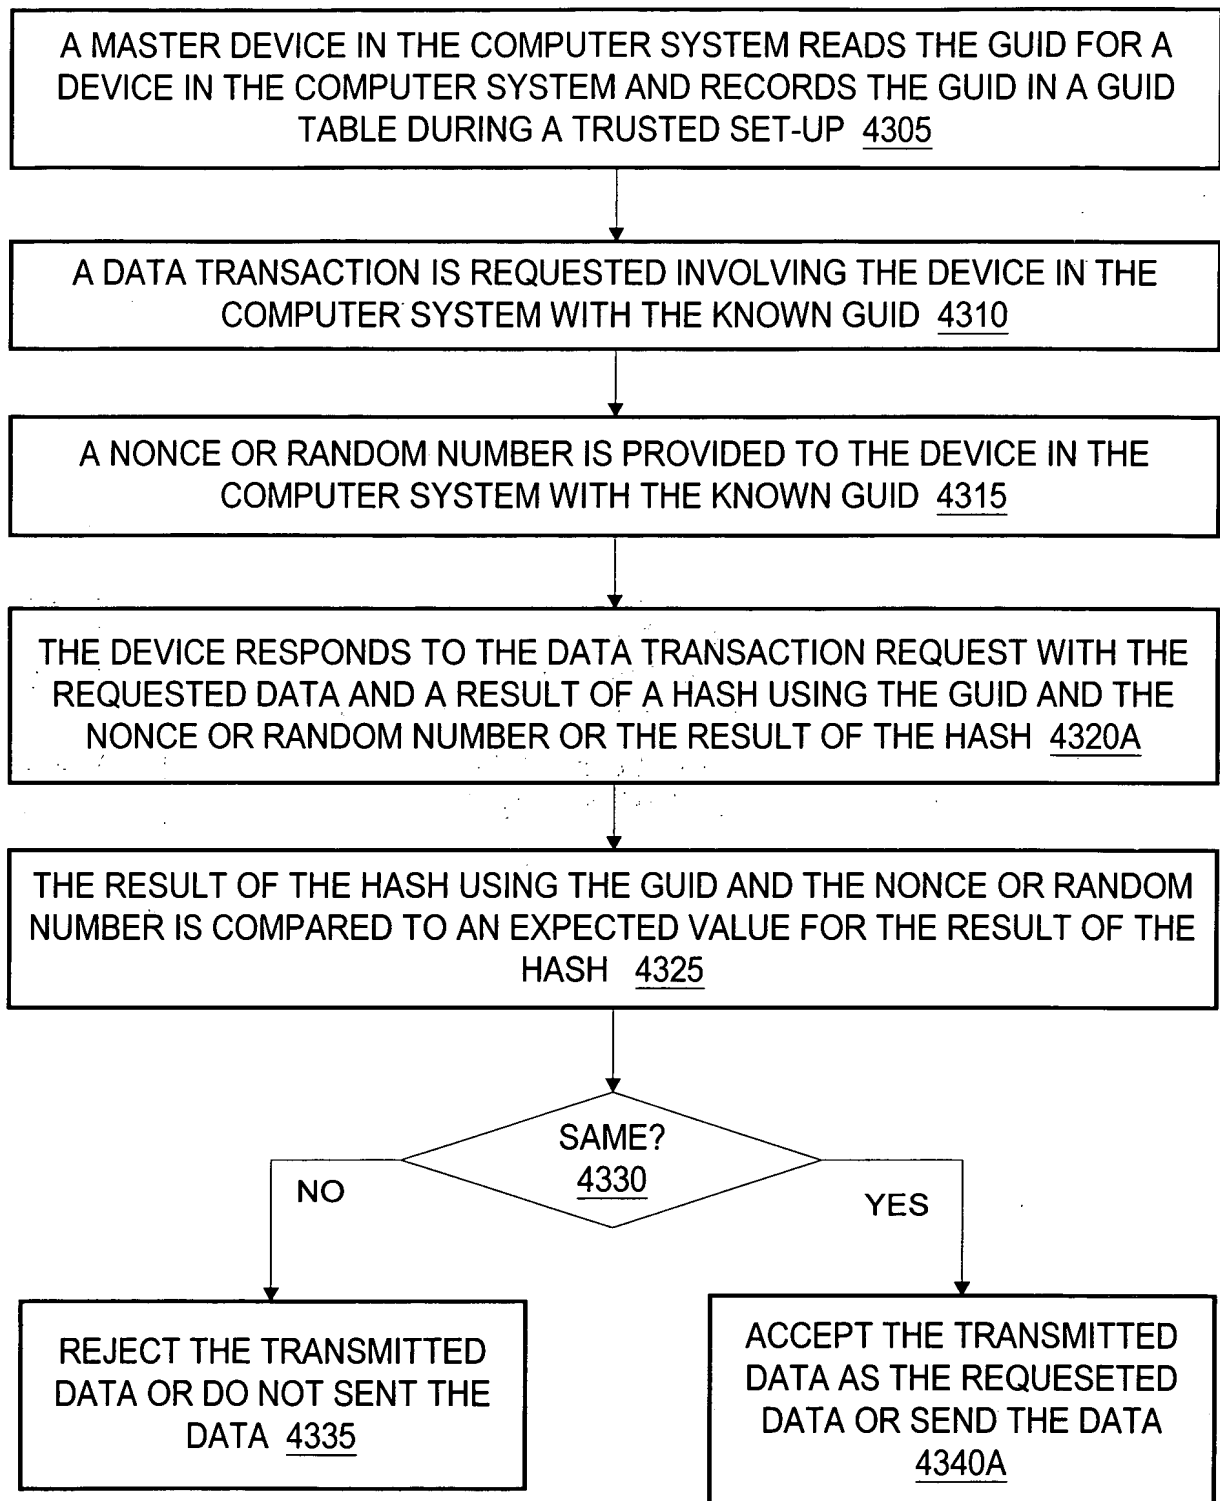 A MASTER DEVICE IN THE COMPUTER SYSTEM READS THE GUID FOR A
DEVICE IN THE COMPUTER SYSTEM AND RECORDS THE GUID IN A GUID
TABLE DURING A TRUSTED SET-UP 4305
A DATA TRANSACTION IS REQUESTED INVOLVING THE DEVICE IN THE
COMPUTER SYSTEM WITH THE KNOWN GUID 4310
A NONCE OR RANDOM NUMBER IS PROVIDED TO THE DEVICE IN THE
COMPUTER SYSTEM WITH THE KNOWN GUID 4315
THE DEVICE RESPONDS TO THE DATA TRANSACTION REQUEST WITH THE
REQUESTED DATA AND A RESULT OF A HASH USING THE GUID AND THE
NONCE OR RANDOM NUMBER OR THE RESULT OF THE HASH 4320A
THE RESULT OF THE HASH USING THE GUID AND THE NONCE OR RANDOM
NUMBER IS COMPARED TO AN EXPECTED VALUE FOR THE RESULT OF THE
HASH 4325
SAME?
4330
NO
YES
REJECT THE TRANSMITTED
DATA OR DO NOT SENT THE
DATA 4335
ACCEPT THE TRANSMITTED
DATA AS THE REQUESETED
DATA OR SEND THE DATA
4340A